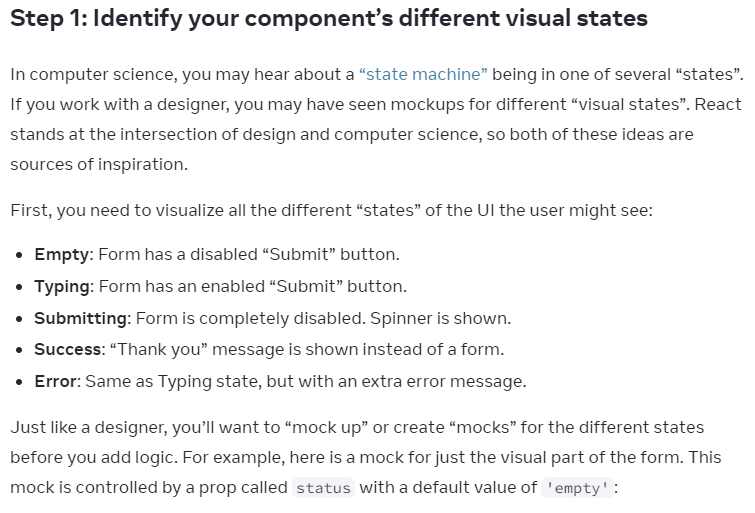 Step 1: Identify your component’s different visual states
In computer science, you may hear about a “state machine” being in one of several “states”.
If you work with a designer, you may have seen mockups for different “visual states”. React
stands at the intersection of design and computer science, so both of these ideas are
sources of inspiration.
First, you need to visualize all the different “states” of the UI the user might see:
• Empty: Form has a disabled “Submit” button.
• Typing: Form has an enabled “Submit” button.
• Submitting: Form is completely disabled. Spinner is shown.
• Success: “Thank you” message is shown instead of a form.
• Error: Same as Typing state, but with an extra error message.
Just like a designer, you’ll want to “mock up” or create “mocks” for the different states
before you add logic. For example, here is a mock for just the visual part of the form. This
mock is controlled by a prop called status with a default value of 'empty':